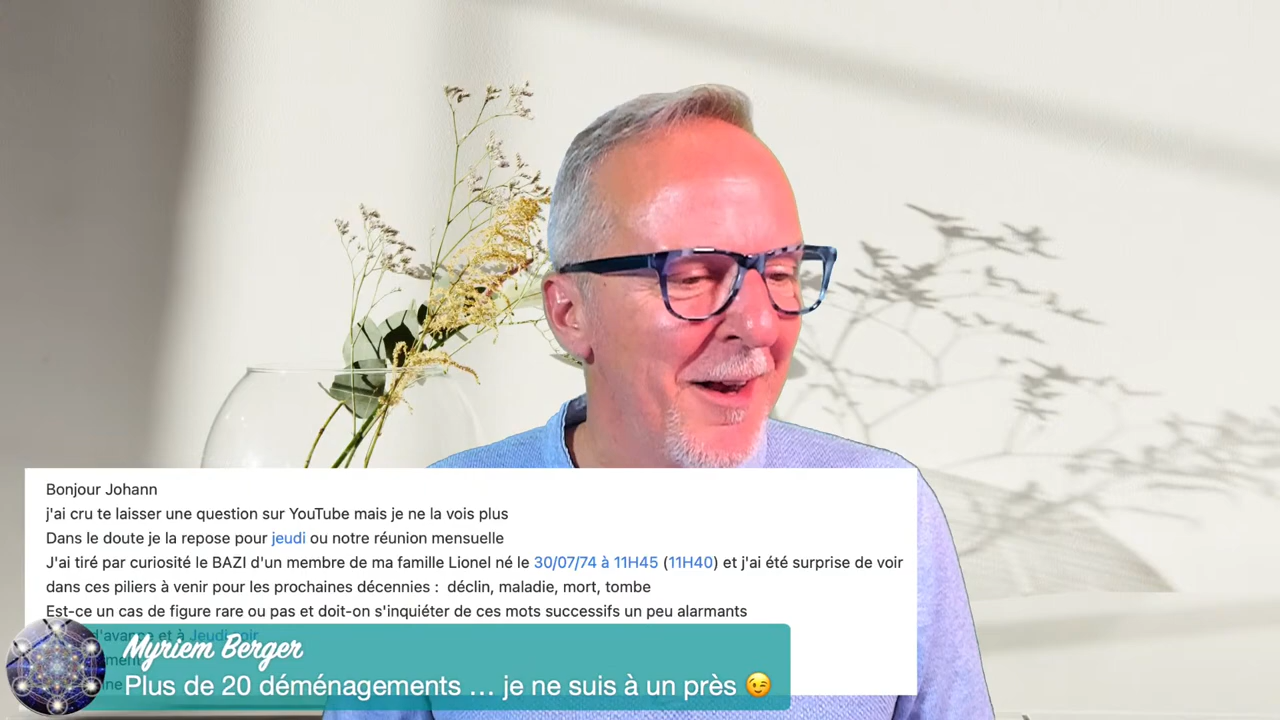 Bonjour Johann
j'ai cru te laisser une question sur YouTube mais je ne la vois plus
Dans le doute je la repose pour jeudi ou notre réunion mensuelle
J'ai tiré par curiosité le BAZI d'un membre de ma famille Lionel né le 30/07/74 à 11H45 (11H40) et j'ai été surprise de voir
dans ces piliers à venir pour les prochaines décennies : déclin, maladie, mort, tombe
Est-ce un cas de figure rare ou pas et doit-on s'inquiéter de ces mots successifs un peu alarmants
d'avance et à Jeudi
Myriem Berger
Plus de 20 déménagements ... je ne suis à un près 😉